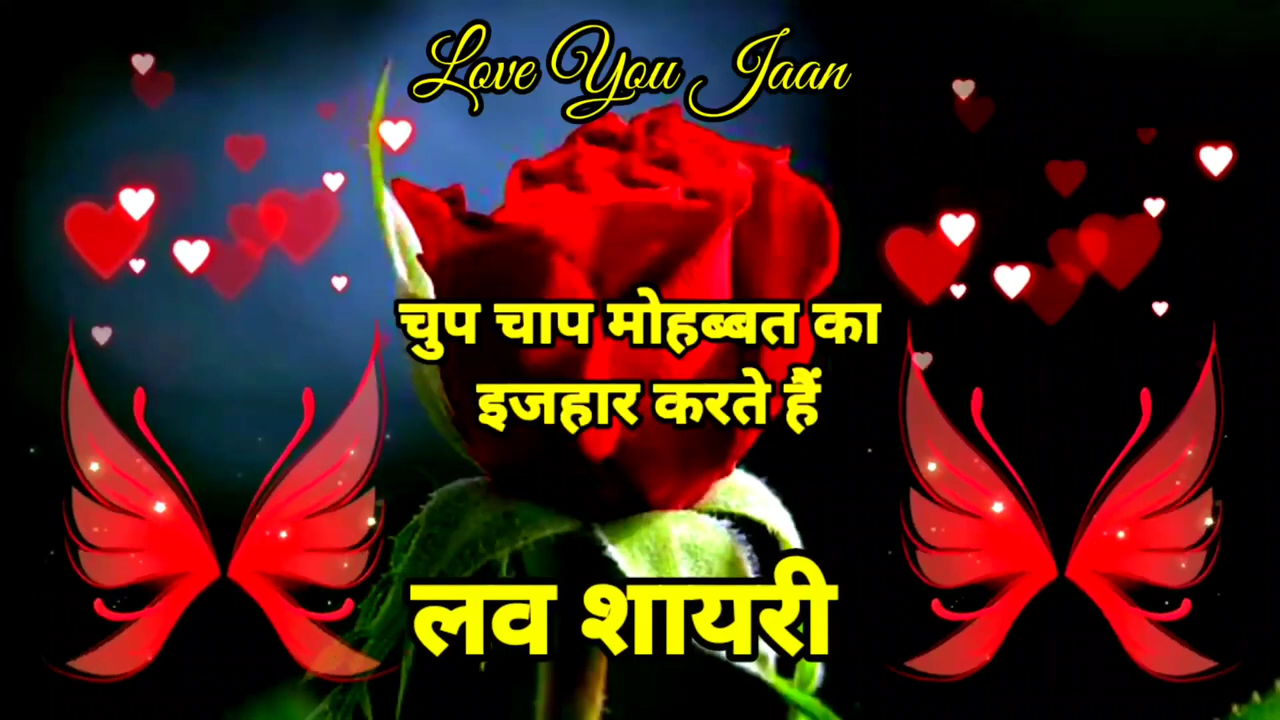 Love You Jaan
चुप चाप मोहब्बत का
इजहार करते हैं
लव शायरी